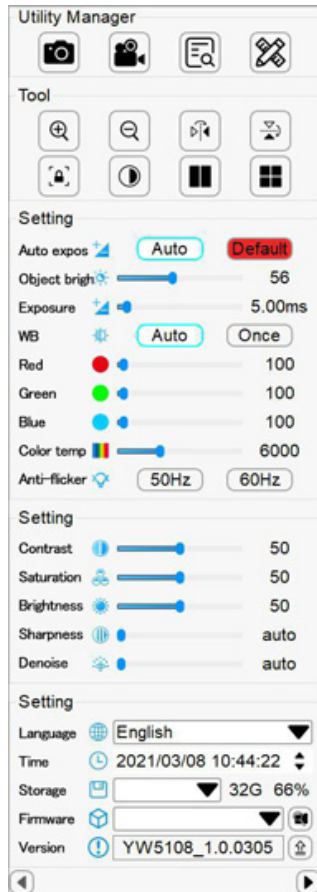 Utility Manager
Tool
Setting
Auto expos Auto Default
Object brigh 56
Exposure 5.00ms
WB Auto Once
Red 100
Green 100
Blue 100
Color temp 6000
Anti-flicker 50Hz 60Hz
Setting
Contrast 50
Saturation 50
Brightness 50
Sharpness auto
Denoise auto
Setting
Language English
Time 2021/03/08 10:44:22
Storage 32G 66%
Firmware
Version YW5108_1.0.0305